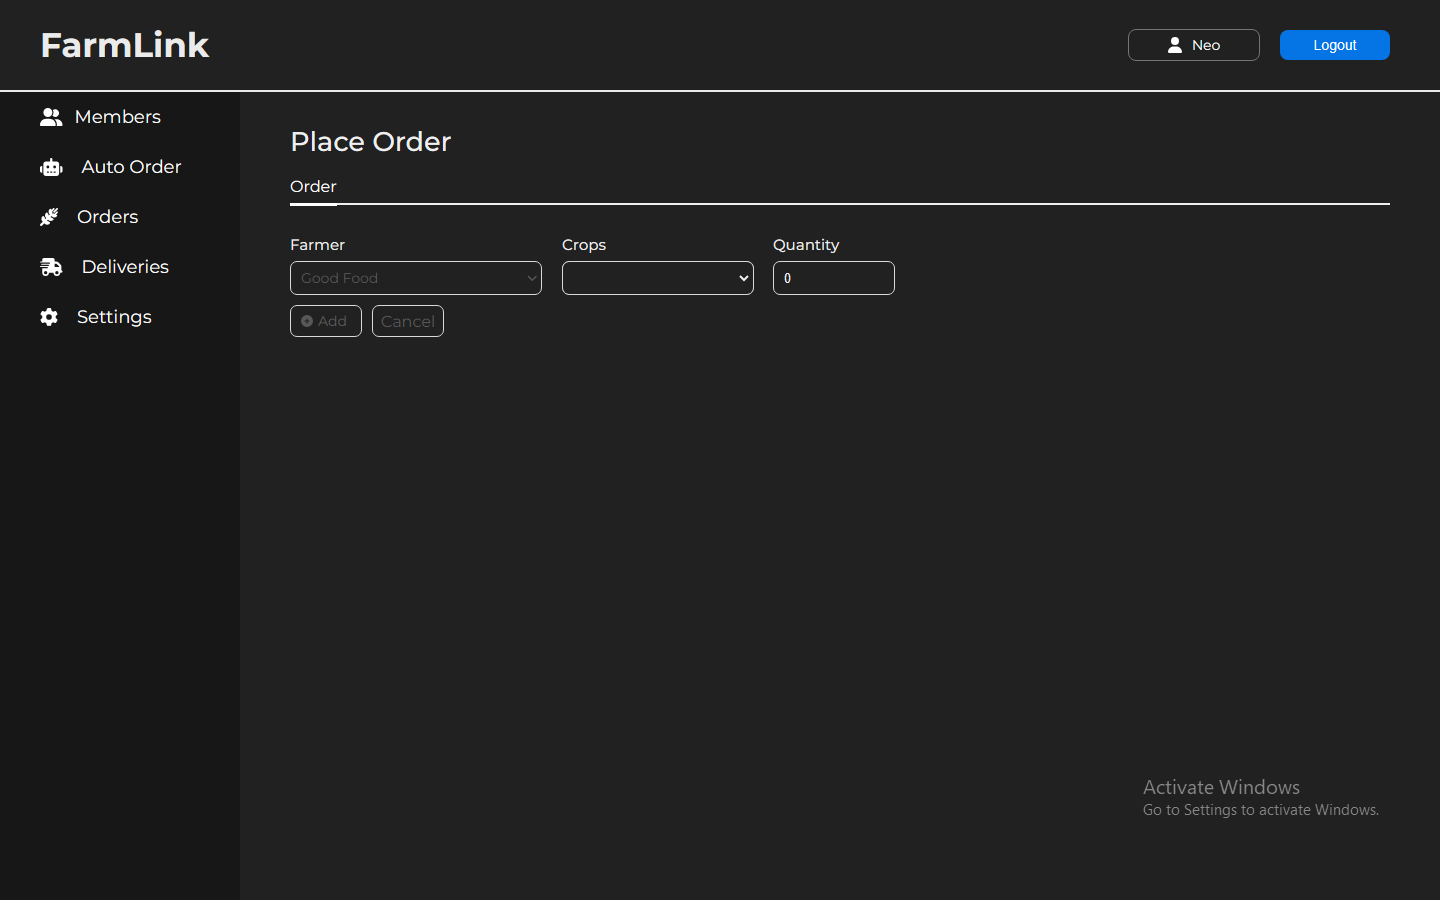 FarmLink
Neo
Logout
Members
Auto Order
Orders
Deliveries
Settings
Place Order
Order
Farmer
Crops
Quantity
Good Food
0
Add
Cancel
Activate Windows
Go to Settings to activate Windows.